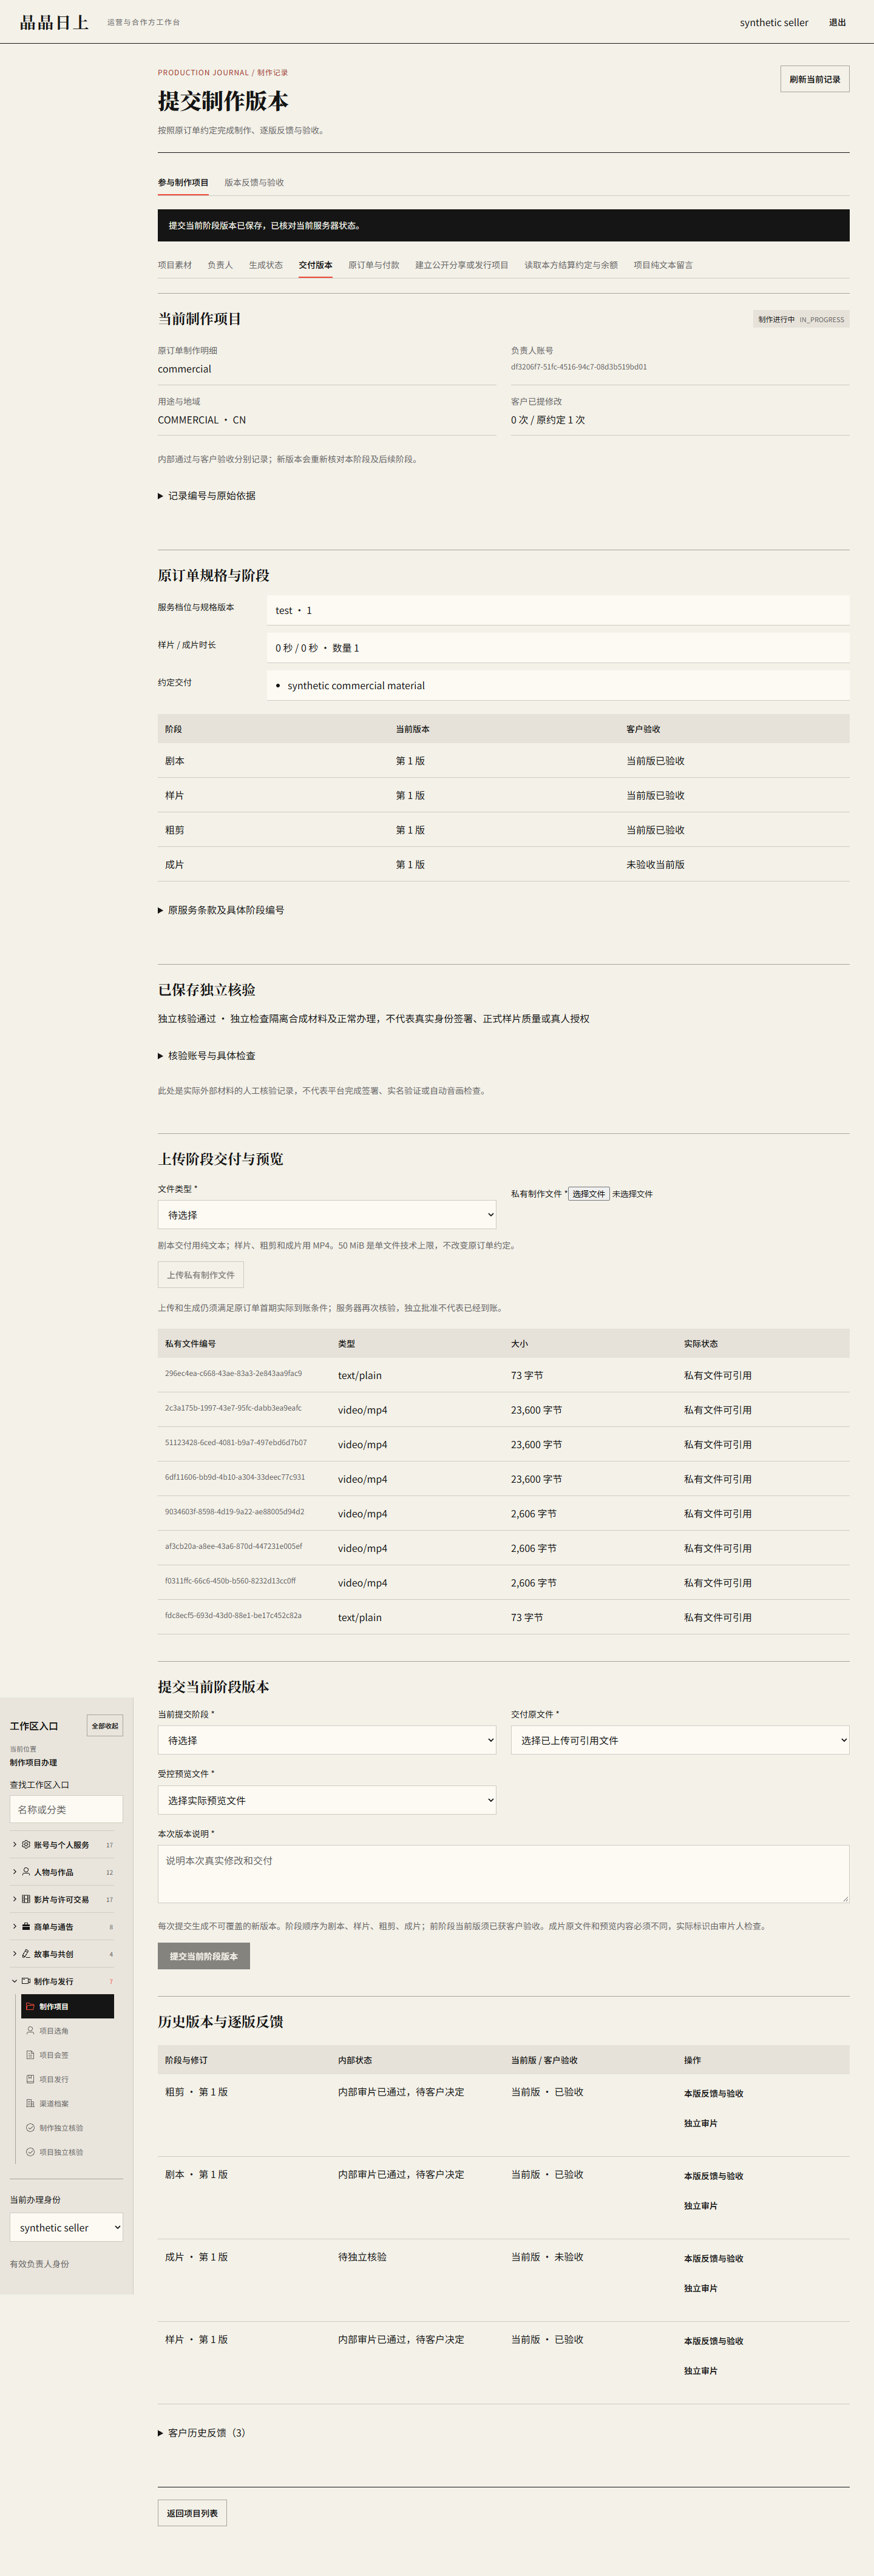 晶晶日上
运营与合作方工作台
synthetic seller
退出
PRODUCTION JOURNAL / 制作记录
提交制作版本
按照原订单约定完成制作、逐版反馈与验收。
刷新当前记录
参与制作项目
版本反馈与验收
提交当前阶段版本已保存，已核对当前服务器状态。
项目素材
负责人
生成状态
交付版本
原订单与付款
建立公开分享或发行项目
读取本方结算约定与余额
项目纯文本留言
当前制作项目
制作进行中 IN_PROGRESS
原订单制作明细
commercial
负责人账号
df3206f7-51fc-4516-94c7-08d3b519bd01
用途与地域
COMMERCIAL · CN
客户已提修改
0 次 / 原约定 1 次
内部通过与客户验收分别记录；新版本会重新核对本阶段及后续阶段。
记录编号与原始依据
原订单规格与阶段
服务档位与规格版本
test · 1
样片 / 成片时长
0 秒 / 0 秒 · 数量 1
约定交付
• synthetic commercial material
阶段 当前版本 客户验收
剧本 第 1 版 当前版已验收
样片 第 1 版 当前版已验收
粗剪 第 1 版 当前版已验收
成片 第 1 版 未验收当前版
原服务条款及具体阶段编号
已保存独立核验
独立核验通过 · 独立检查隔离合成材料及正常办理，不代表真实身份签署、正式样片质量或真人授权
核验账号与具体检查
此处是实际外部材料的人工核验记录，不代表平台完成签署、实名验证或自动音画检查。
上传阶段交付与预览
文件类型 *
待选择
私有制作文件 * 选择文件 未选择文件
剧本交付用纯文本；样片、粗剪和成片用 MP4。50 MiB 是单文件技术上限，不改变原订单约定。
上传私有制作文件
上传和生成仍须满足原订单首期实际到账条件；服务器再次核验，独立批准不代表已经到账。
私有文件编号 类型 大小 实际状态
296ec4ea-c668-43ae-83a3-2e843aa9fac9 text/plain 73 字节 私有文件可引用
2c3a175b-1997-43e7-95fc-dabb3ea9eafc video/mp4 23,600 字节 私有文件可引用
51123428-6ced-4081-b9a7-497ebd6d7b07 video/mp4 23,600 字节 私有文件可引用
6df11606-bb9d-4b10-a304-33deec77c931 video/mp4 23,600 字节 私有文件可引用
9034603f-8598-4d19-9a22-ae88005d94d2 video/mp4 2,606 字节 私有文件可引用
af3cb20a-a8ee-43a6-870d-447231e005ef video/mp4 2,606 字节 私有文件可引用
f0311ffc-66c6-450b-b560-8232d13cc0ff video/mp4 2,606 字节 私有文件可引用
fdc8ecf5-693d-43d0-88e1-be17c452c82a text/plain 73 字节 私有文件可引用
提交当前阶段版本
当前提交阶段 *
待选择
交付原文件 *
选择已上传可引用文件
受控预览文件 *
选择实际预览文件
本次版本说明 *
说明本次真实修改和交付
每次提交生成不可覆盖的新版本。阶段顺序为剧本、样片、粗剪、成片；前阶段当前版须已获客户验收。成片原文件和预览内容必须不同，实际标识由审片人检查。
提交当前阶段版本
历史版本与逐版反馈
阶段与修订 内部状态 当前版 / 客户验收 操作
粗剪 · 第 1 版 内部审片已通过，待客户决定 当前版 · 已验收 本版反馈与验收
独立审片
剧本 · 第 1 版 内部审片已通过，待客户决定 当前版 · 已验收 本版反馈与验收
独立审片
成片 · 第 1 版 待独立核验 当前版 · 未验收 本版反馈与验收
独立审片
样片 · 第 1 版 内部审片已通过，待客户决定 当前版 · 已验收 本版反馈与验收
独立审片
客户历史反馈（3）
返回项目列表
工作区入口
全部收起
当前位置
制作项目办理
查找工作区入口
名称或分类
账号与个人服务 17
人物与作品 12
影片与许可交易 17
商单与通告 8
故事与共创 4
制作与发行 7
制作项目
项目选角
项目会签
项目发行
渠道档案
制作独立核验
项目独立核验
当前办理身份
synthetic seller
有效负责人身份